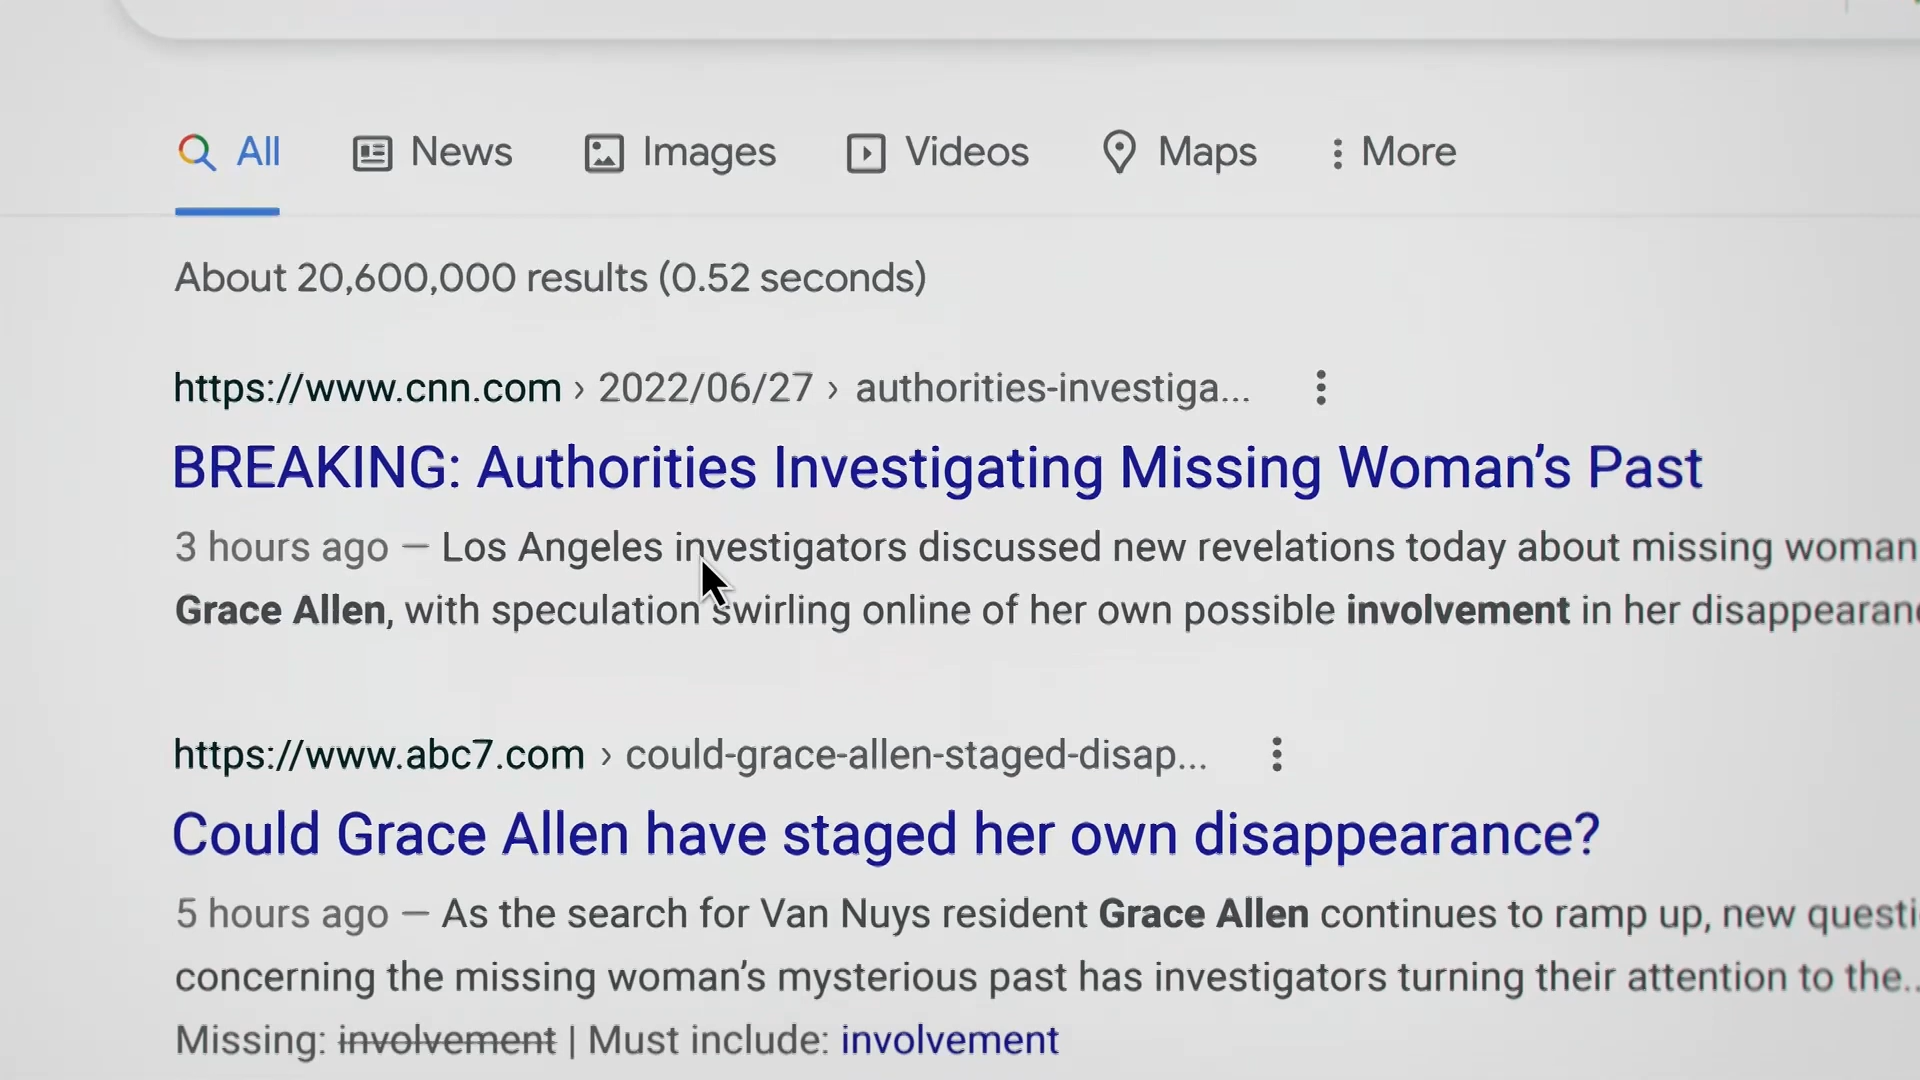 All News Images Videos Maps More
About 20,600,000 results (0.52 seconds)
https://www.cnn.com › 2022/06/27 › authorities-investiga...
BREAKING: Authorities Investigating Missing Woman’s Past
3 hours ago — Los Angeles investigators discussed new revelations today about missing woman
Grace Allen, with speculation swirling online of her own possible involvement in her disappearanc
https://www.abc7.com › could-grace-allen-staged-disap...
Could Grace Allen have staged her own disappearance?
5 hours ago — As the search for Van Nuys resident Grace Allen continues to ramp up, new questi
concerning the missing woman’s mysterious past has investigators turning their attention to the...
Missing: involvement | Must include: involvement